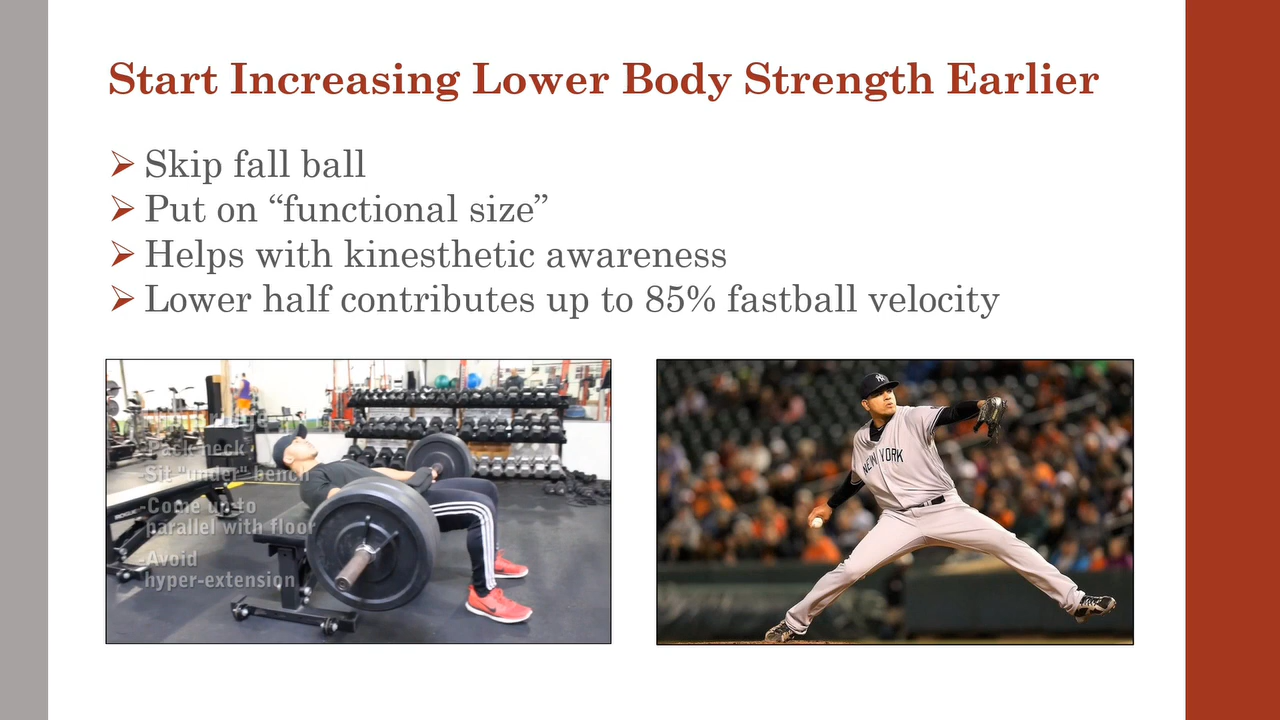 Start Increasing Lower Body Strength Earlier
➢ Skip fall ball
➢ Put on “functional size”
➢ Helps with kinesthetic awareness
➢ Lower half contributes up to 85% fastball velocity
-Pack neck
-Sit "under" bench
-Come up to
parallel with floor
-Avoid
hyper-extension
NEW YORK